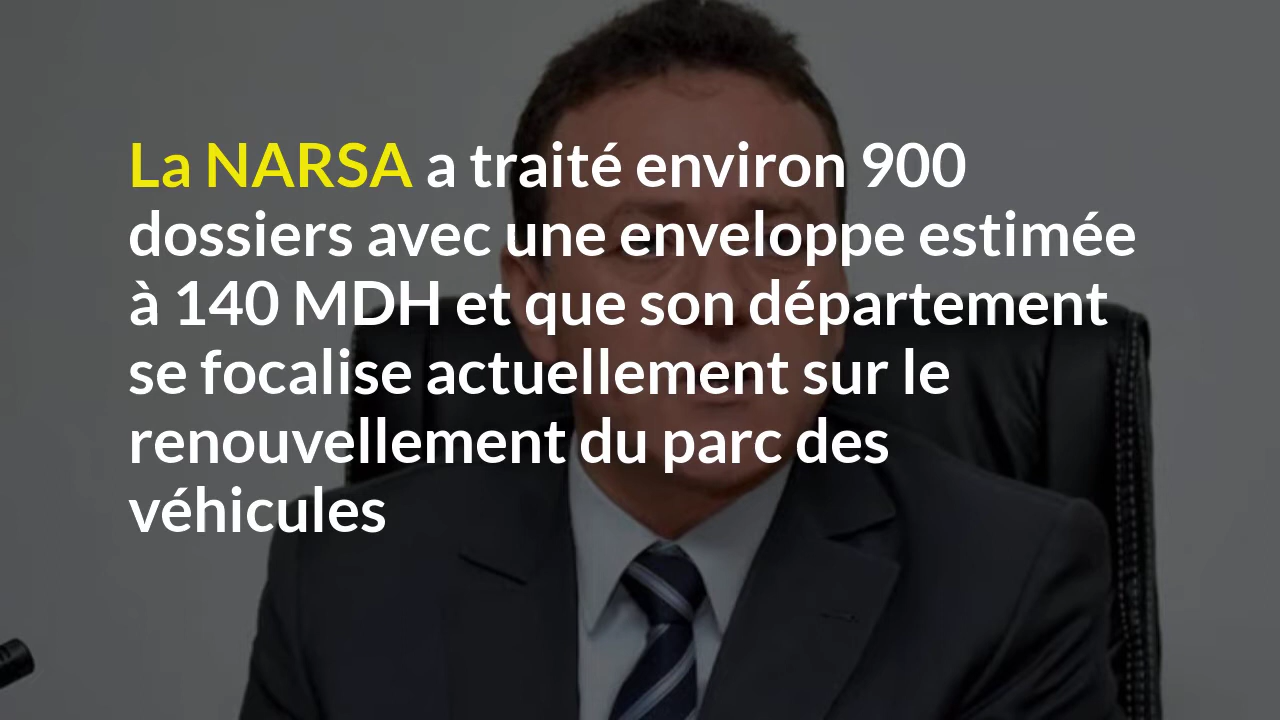 La NARSA a traité environ 900
dossiers avec une enveloppe estimée
à 140 MDH et que son département
se focalise actuellement sur le
renouvellement du parc des
véhicules